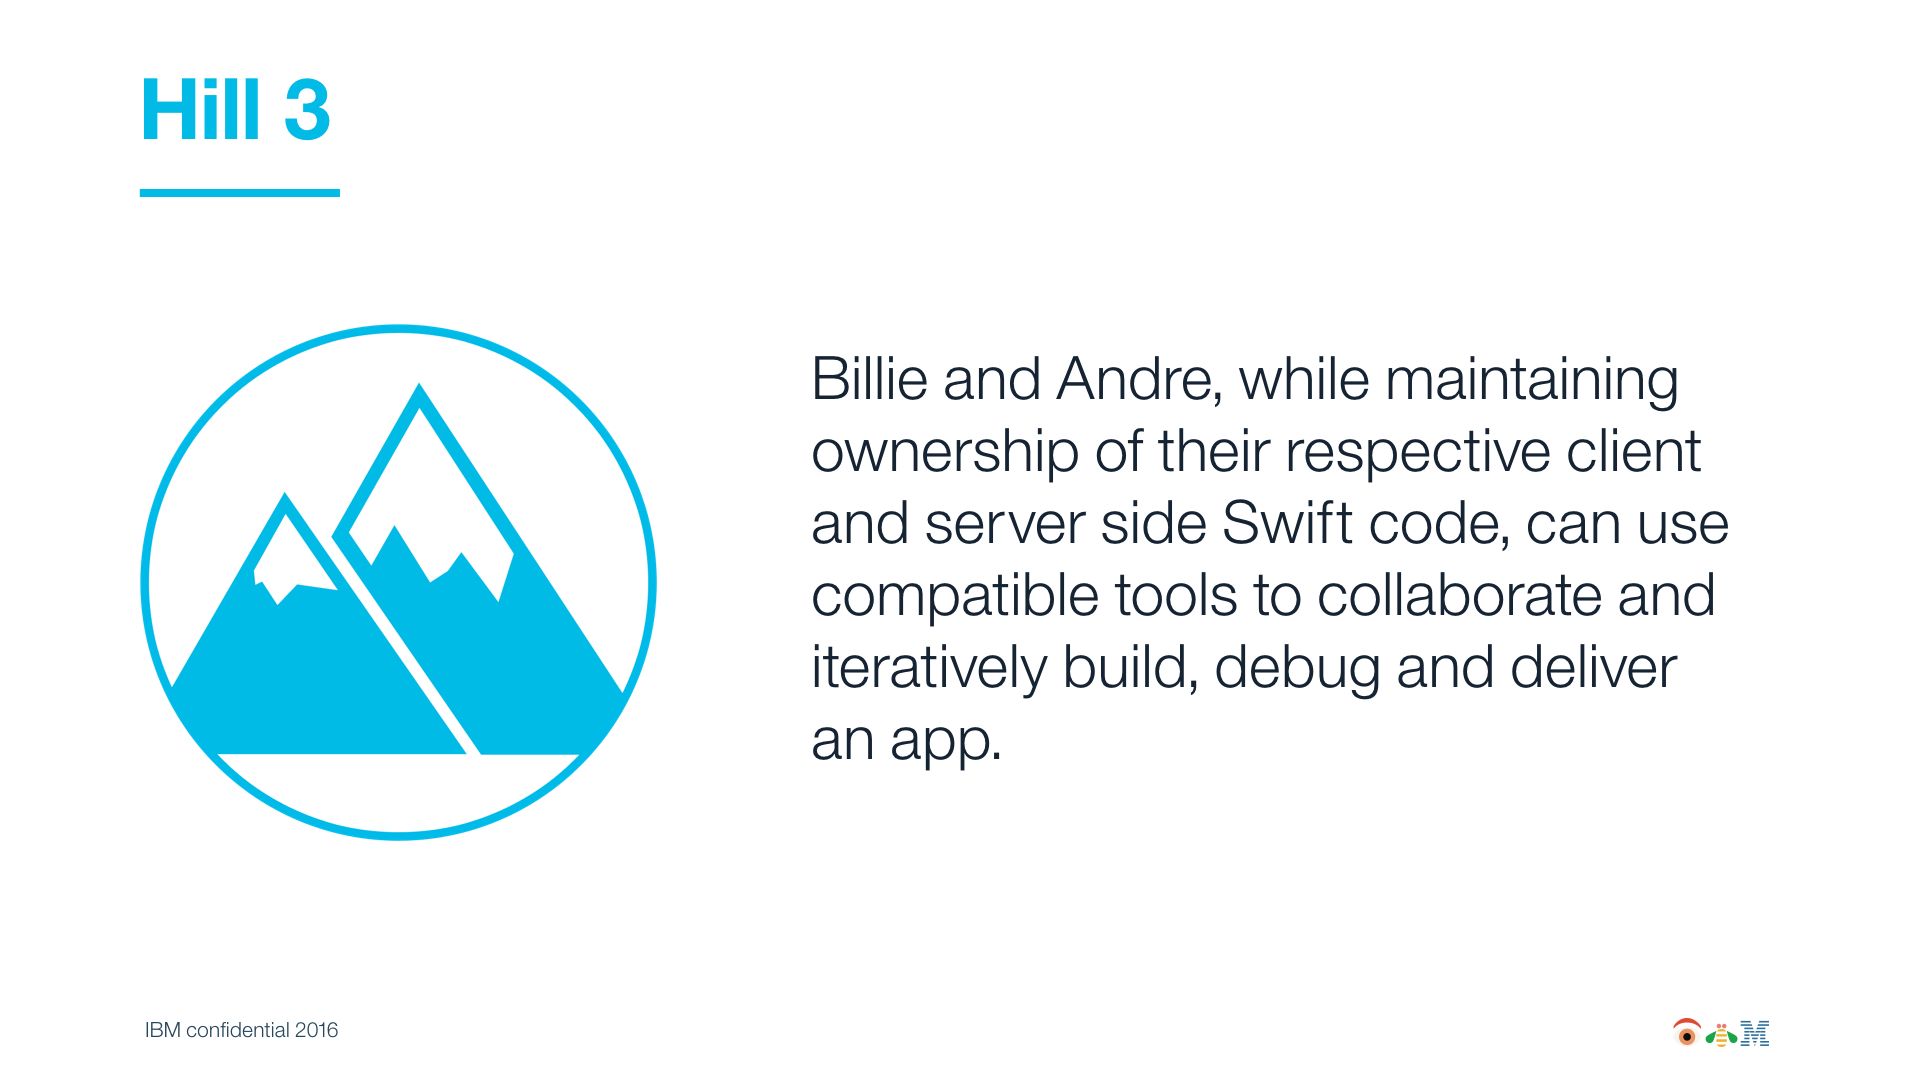 Hill 3
Billie and Andre, while maintaining
ownership of their respective client
and server side Swift code, can use
compatible tools to collaborate and
iteratively build, debug and deliver
an app.
IBM confidential 2016
M